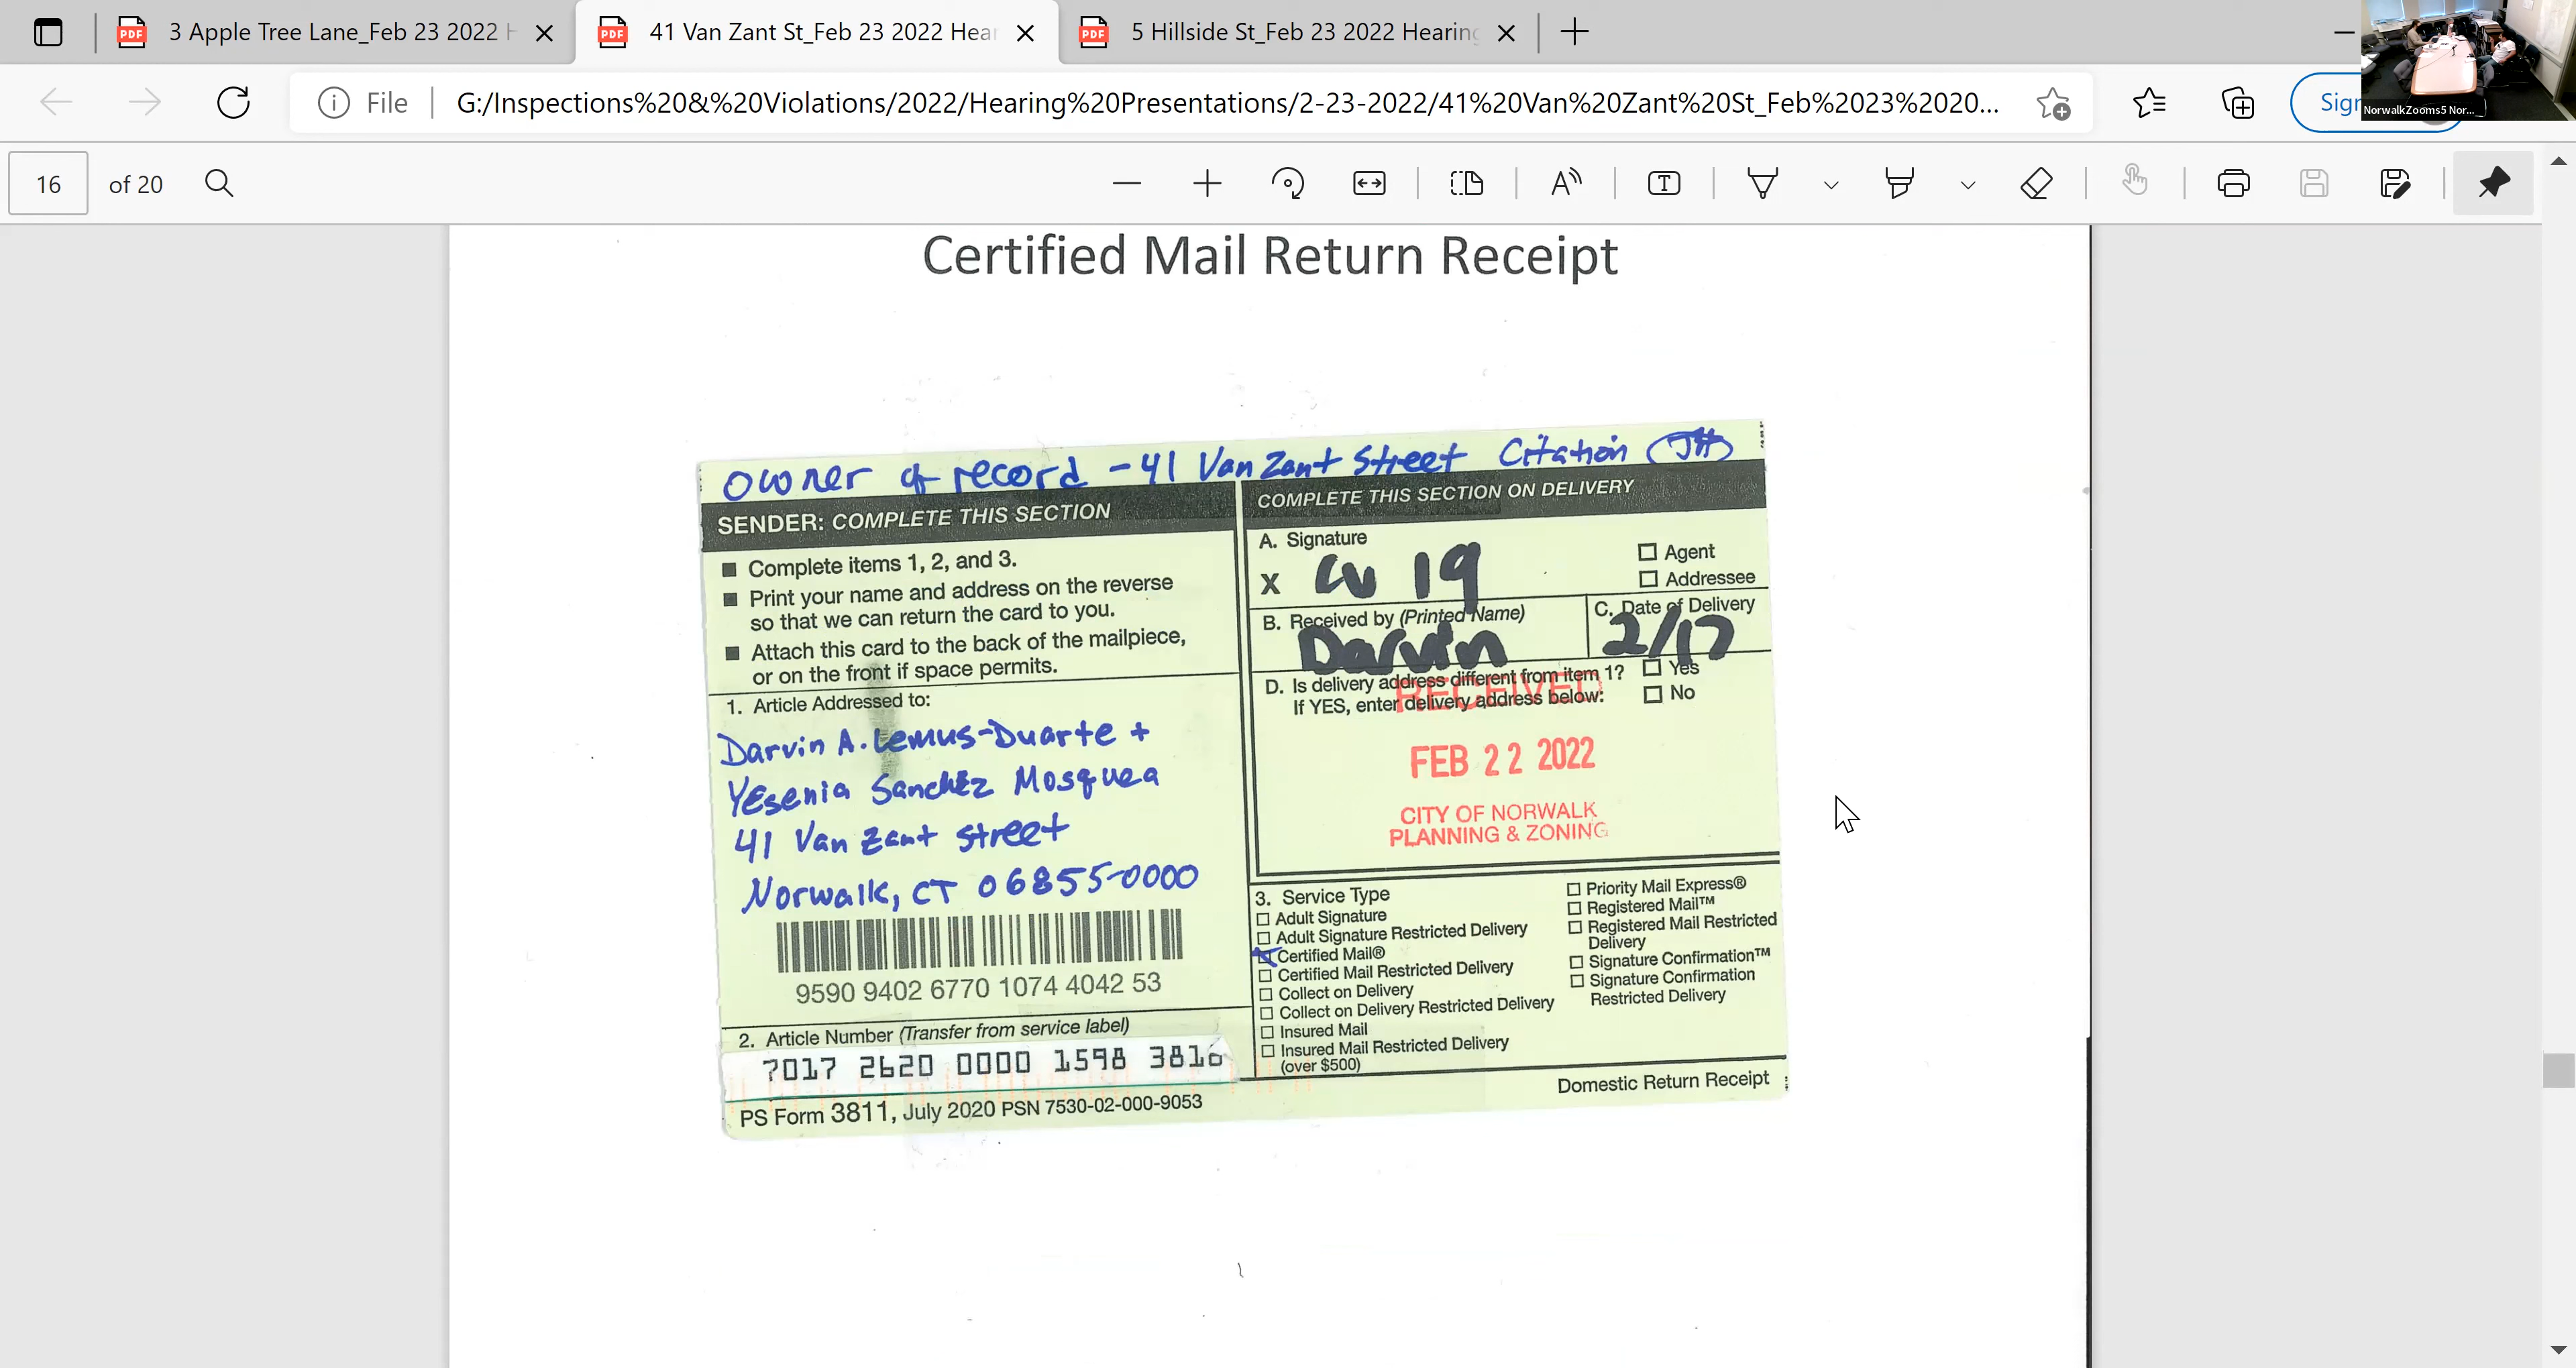 3 Apple Tree Lane_Feb 23 2022 H
41 Van Zant St_Feb 23 2022 Hear
5 Hillside St_Feb 23 2022 Hearing
File
G:/Inspections%20&%20Violations/2022/Hearing%20Presentations/2-23-2022/41%20Van%20Zant%20St_Feb%2023%2020...
Sign
NorwalkZooms5 Nor...
16 of 20
Certified Mail Return Receipt
Owner of record - 41 Van Zant Street Citation JH
SENDER: COMPLETE THIS SECTION
Complete items 1, 2, and 3.
Print your name and address on the reverse
so that we can return the card to you.
Attach this card to the back of the mailpiece,
or on the front if space permits.
1. Article Addressed to:
Darvin A. Lemus-Duarte +
Yesenia Sanchez Mosquea
41 Van Zant Street
Norwalk, CT 06855-0000
9590 9402 6770 1074 4042 53
2. Article Number (Transfer from service label)
7017 2620 0000 1598 3816
PS Form 3811, July 2020 PSN 7530-02-000-9053
COMPLETE THIS SECTION ON DELIVERY
A. Signature
X 19
Agent
Addressee
B. Received by (Printed Name)
Darvin
C. Date of Delivery
2/17
D. Is delivery address different from item 1?
If YES, enter delivery address below:
Yes
No
RECEIVED
FEB 22 2022
CITY OF NORWALK
PLANNING & ZONING
3. Service Type
Adult Signature
Adult Signature Restricted Delivery
Certified Mail®
Certified Mail Restricted Delivery
Collect on Delivery
Collect on Delivery Restricted Delivery
Insured Mail
Insured Mail Restricted Delivery
(over $500)
Priority Mail Express®
Registered Mail™
Registered Mail Restricted
Delivery
Signature Confirmation™
Signature Confirmation
Restricted Delivery
Domestic Return Receipt